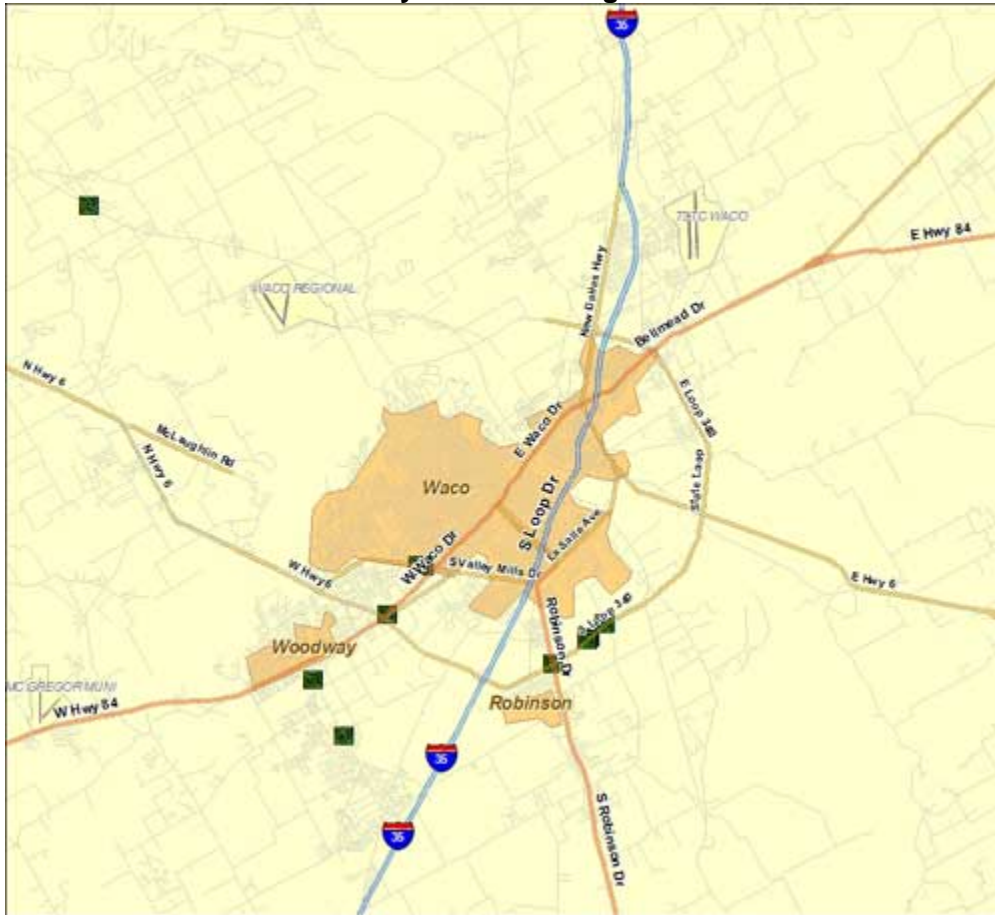 35
TSTC WACO
E Hwy 84
WACO REGIONAL
New Dallas Hwy
Bellmead Dr
N Hwy 6
E Loop 340
McLaughlin Rd
N Hwy 6
E Waco Dr
State Loop
Waco
S Loop Dr
La Salle Ave
W Waco Dr
S Valley Mills Dr
W Hwy 6
E Hwy 6
Robinson Dr
S Loop 340
Woodway
MC GREGOR MUNI
Robinson
W Hwy 84
35
S Robinson Dr
35